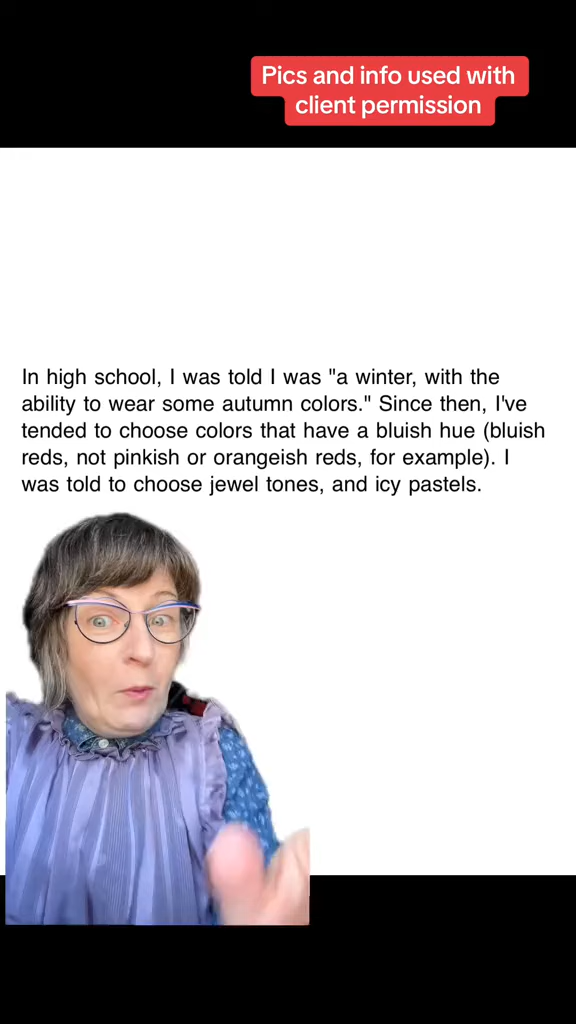 Pics and info used with
client permission
In high school, I was told I was "a winter, with the
ability to wear some autumn colors." Since then, I've
tended to choose colors that have a bluish hue (bluish
reds, not pinkish or orangeish reds, for example). I
was told to choose jewel tones, and icy pastels.